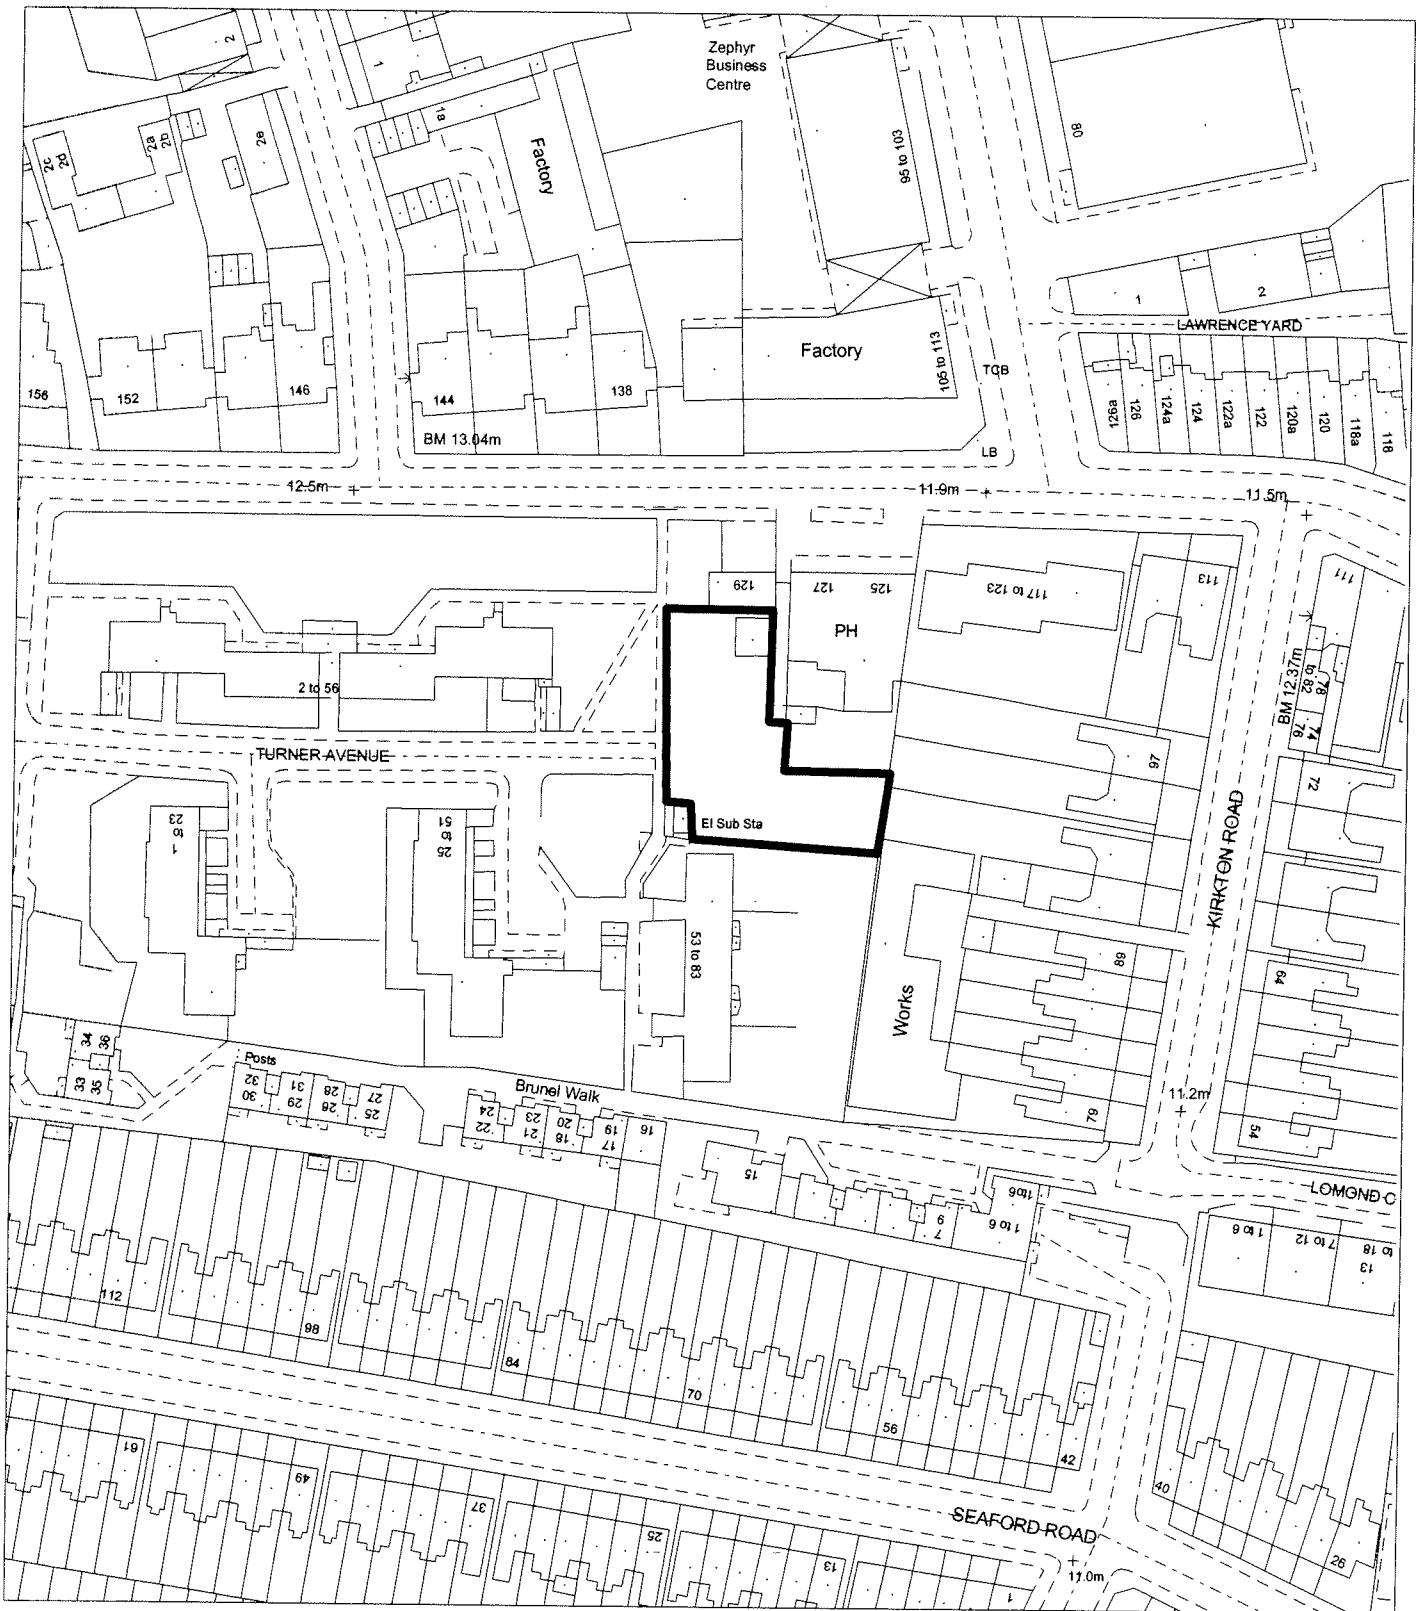 Zephyr
Business
Centre
2
1
1a
2a
2b
2c
2d
2e
Factory
95 to 103
80
1
2
LAWRENCE YARD
Factory
105 to 113
TCB
156
152
146
144
138
BM 13.04m
LB
126a
126
124a
124
122a
122
120a
120
118a
118
12.5m
11.9m
11.5m
129
127
125
PH
117 to 123
113
111
BM 12.37m
78
to 82
74
76
2 to 56
TURNER AVENUE
97
72
KIRKTON ROAD
El Sub Sta
1
to
23
25
to
51
53 to 83
Works
89
64
34
36
33
35
Posts
32
30
31
29
28
26
27
25
Brunel Walk
24
22
23
21
20
18
19
17
16
15
9
7
1to6
1 to 6
79
11.2m
54
LOMOND C
1 to 6
7 to 12
13
to 18
112
98
84
70
56
42
40
26
SEAFORD ROAD
61
49
37
25
13
1
11.0m